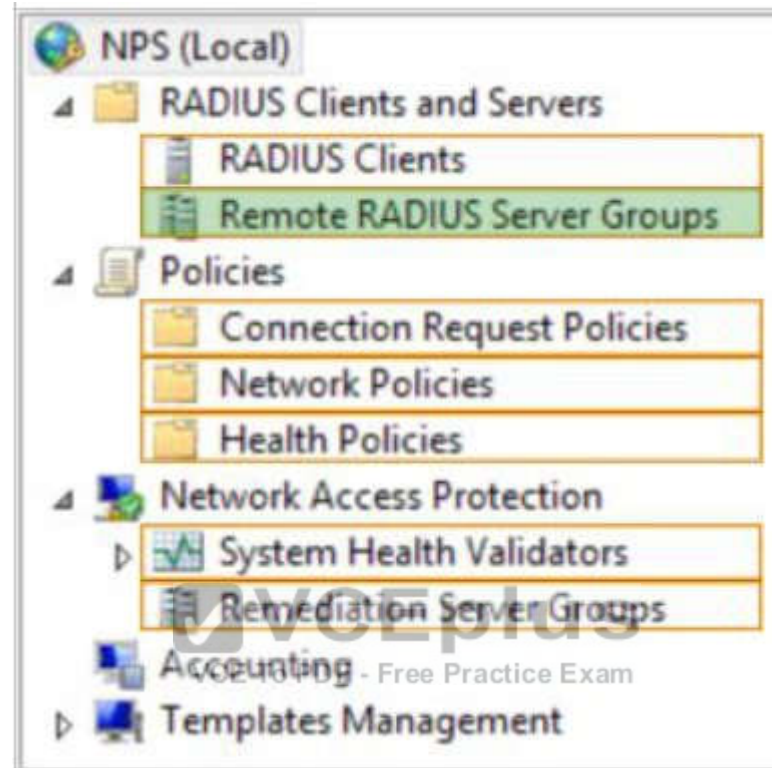 NPS (Local)
RADIUS Clients and Servers
RADIUS Clients
Remote RADIUS Server Groups
Policies
Connection Request Policies
Network Policies
Health Policies
Network Access Protection
System Health Validators
Remediation Server Groups
VCEplus
Accounting
- Free Practice Exam
Templates Management